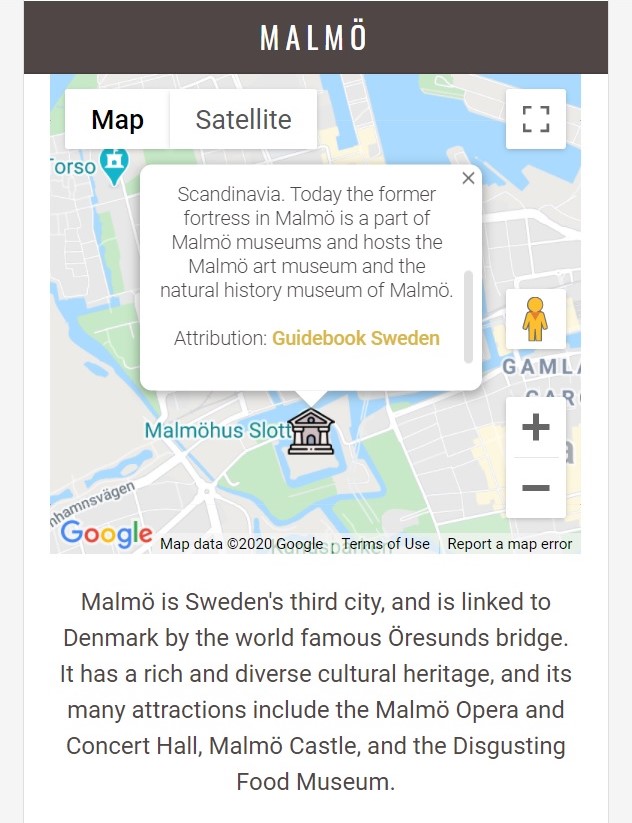 MALMÖ
Map
Satellite
Torso
Scandinavia. Today the former
fortress in Malmö is a part of
Malmö museums and hosts the
Malmö art museum and the
natural history museum of Malmö.
Attribution: Guidebook Sweden
GAMLA
Malmöhus Slott
nhamnsvägen
Google
Map data ©2020 Google
Terms of Use
Report a map error
Malmö is Sweden's third city, and is linked to
Denmark by the world famous Öresunds bridge.
It has a rich and diverse cultural heritage, and its
many attractions include the Malmö Opera and
Concert Hall, Malmö Castle, and the Disgusting
Food Museum.